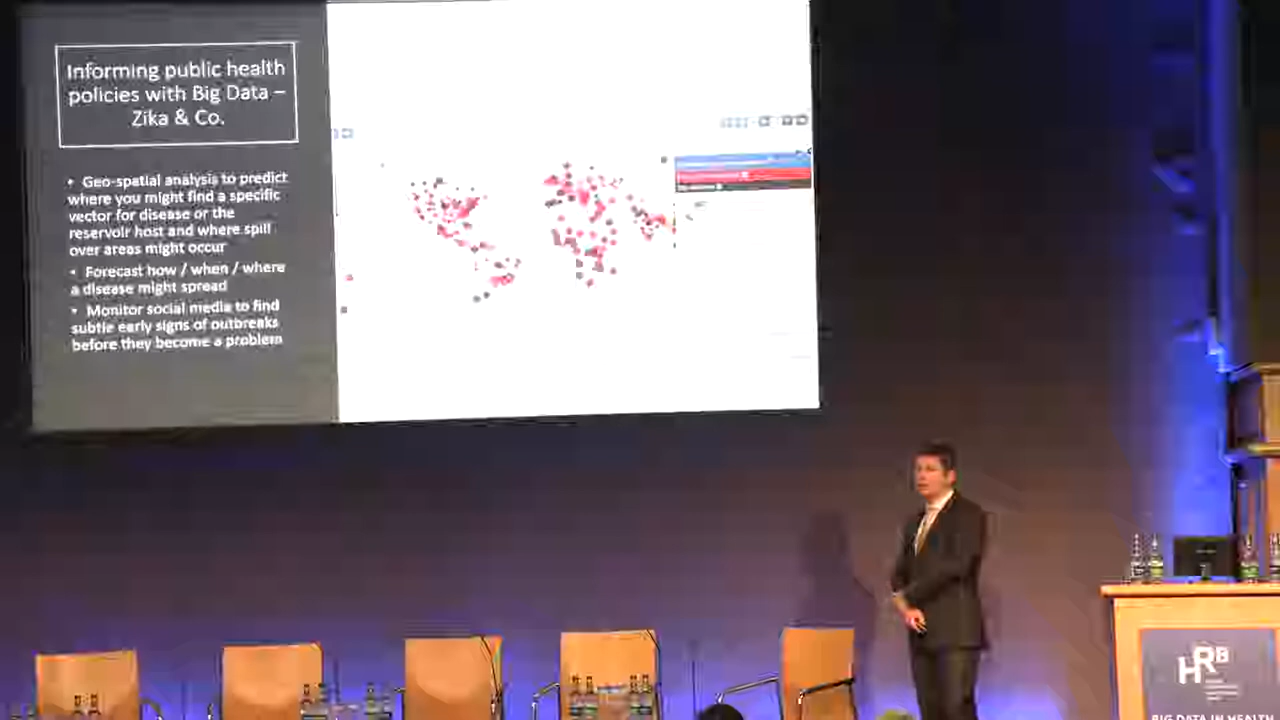 Informing public health
policies with Big Data –
Zika & Co.
• Geo-spatial analysis to predict
where you might find a specific
vector for disease or the
reservoir host and where spill
over areas might occur
• Forecast how / when / where
a disease might spread
• Monitor social media to find
subtle early signs of outbreaks
before they become a problem
HRB
BIG DATA IN HEALTH